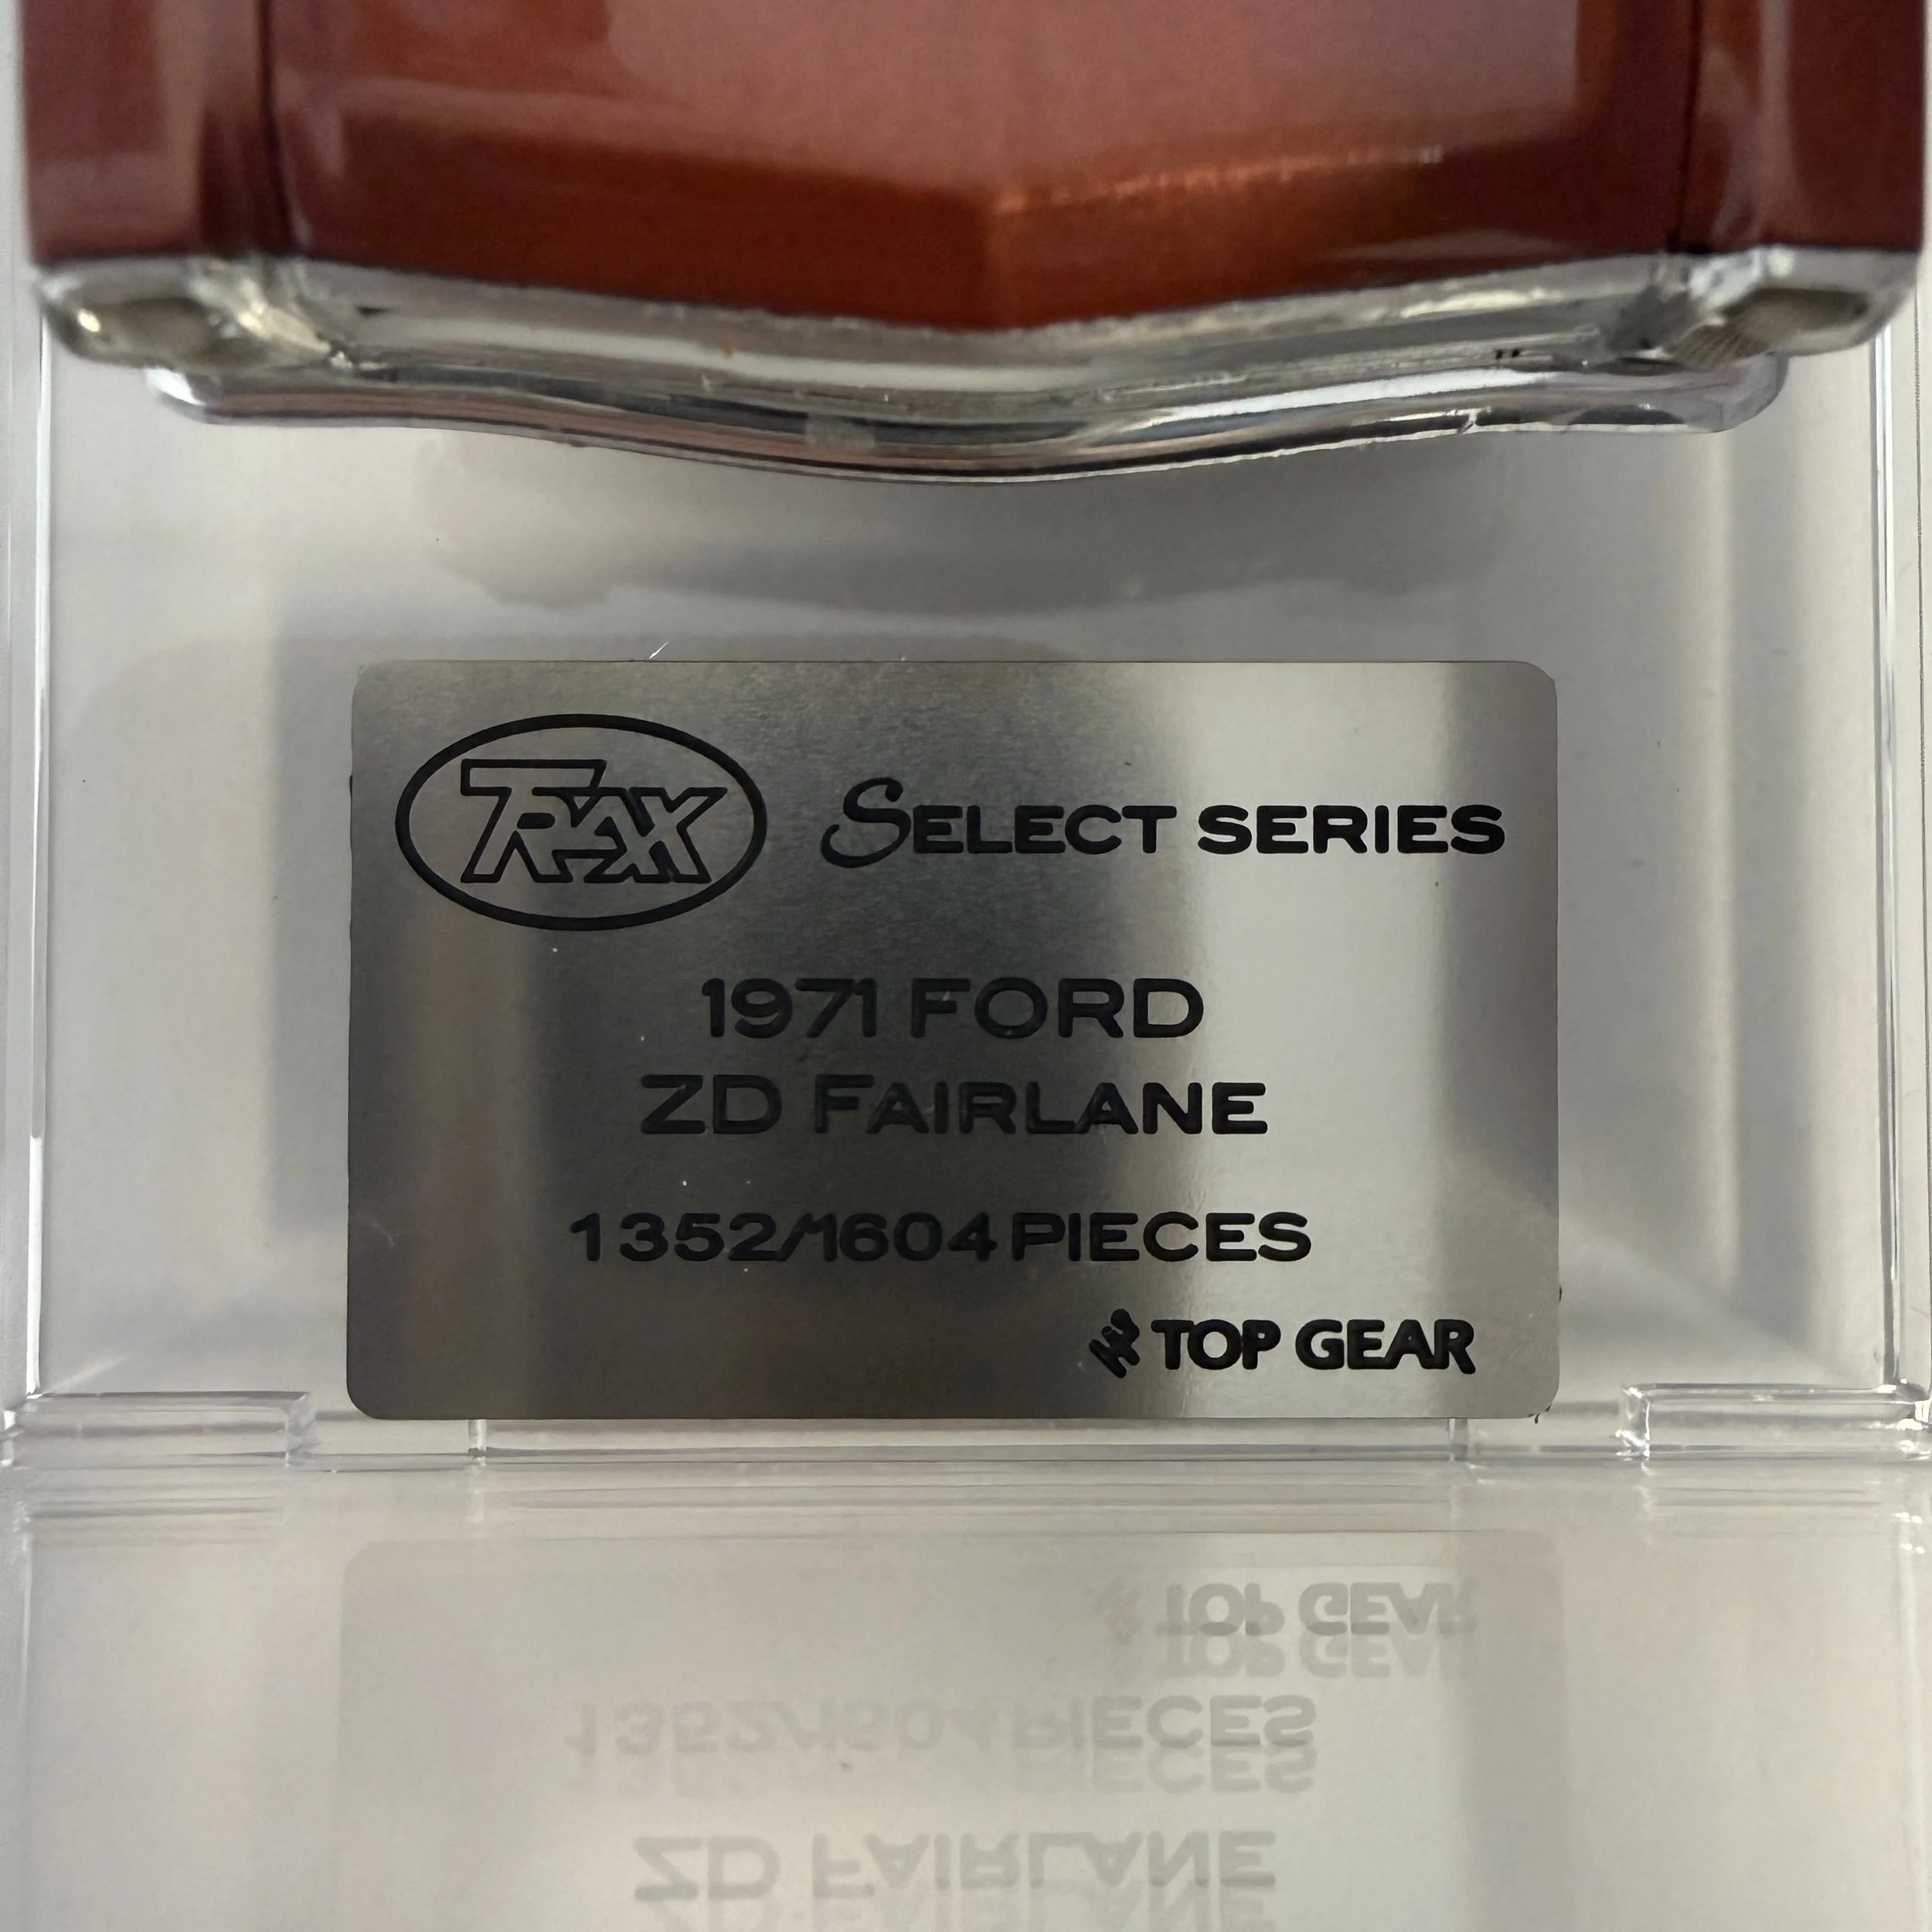 TRAX SELECT SERIES
1971 FORD
ZD FAIRLANE
1352/1604 PIECES
TOP GEAR